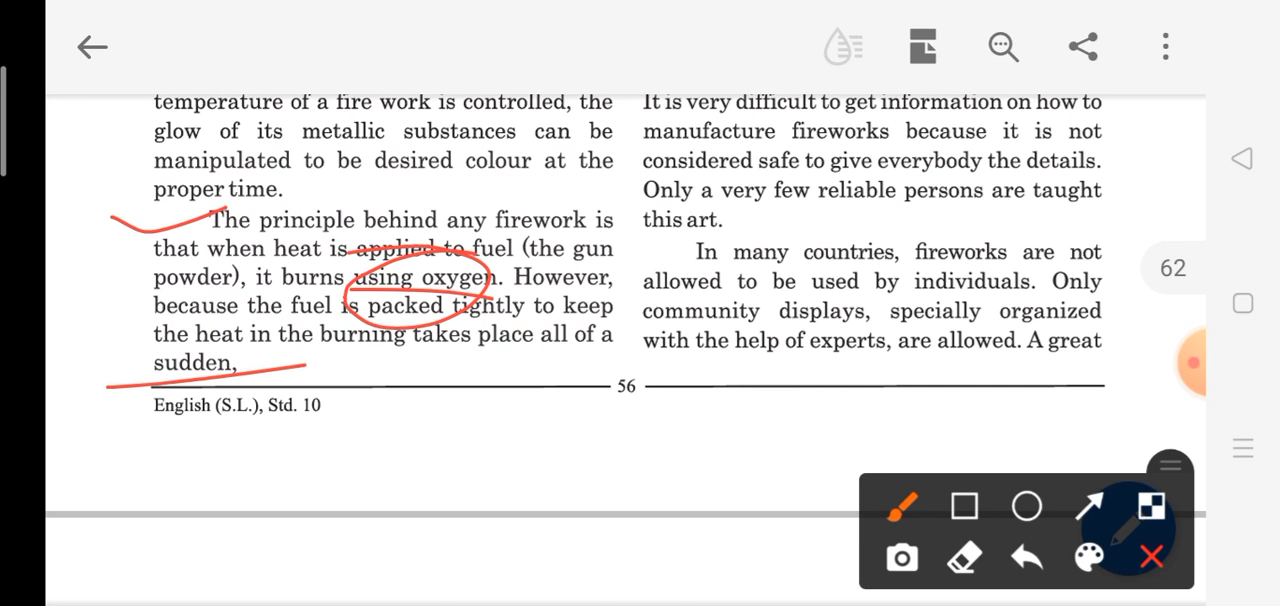 temperature of a fire work is controlled, the
glow of its metallic substances can be
manipulated to be desired colour at the
proper time.
The principle behind any firework is
that when heat is applied to fuel (the gun
powder), it burns using oxygen. However,
because the fuel is packed tightly to keep
the heat in the burning takes place all of a
sudden,
It is very difficult to get information on how to
manufacture fireworks because it is not
considered safe to give everybody the details.
Only a very few reliable persons are taught
this art.
In many countries, fireworks are not
allowed to be used by individuals. Only
community displays, specially organized
with the help of experts, are allowed. A great
62
56
English (S.L.), Std. 10